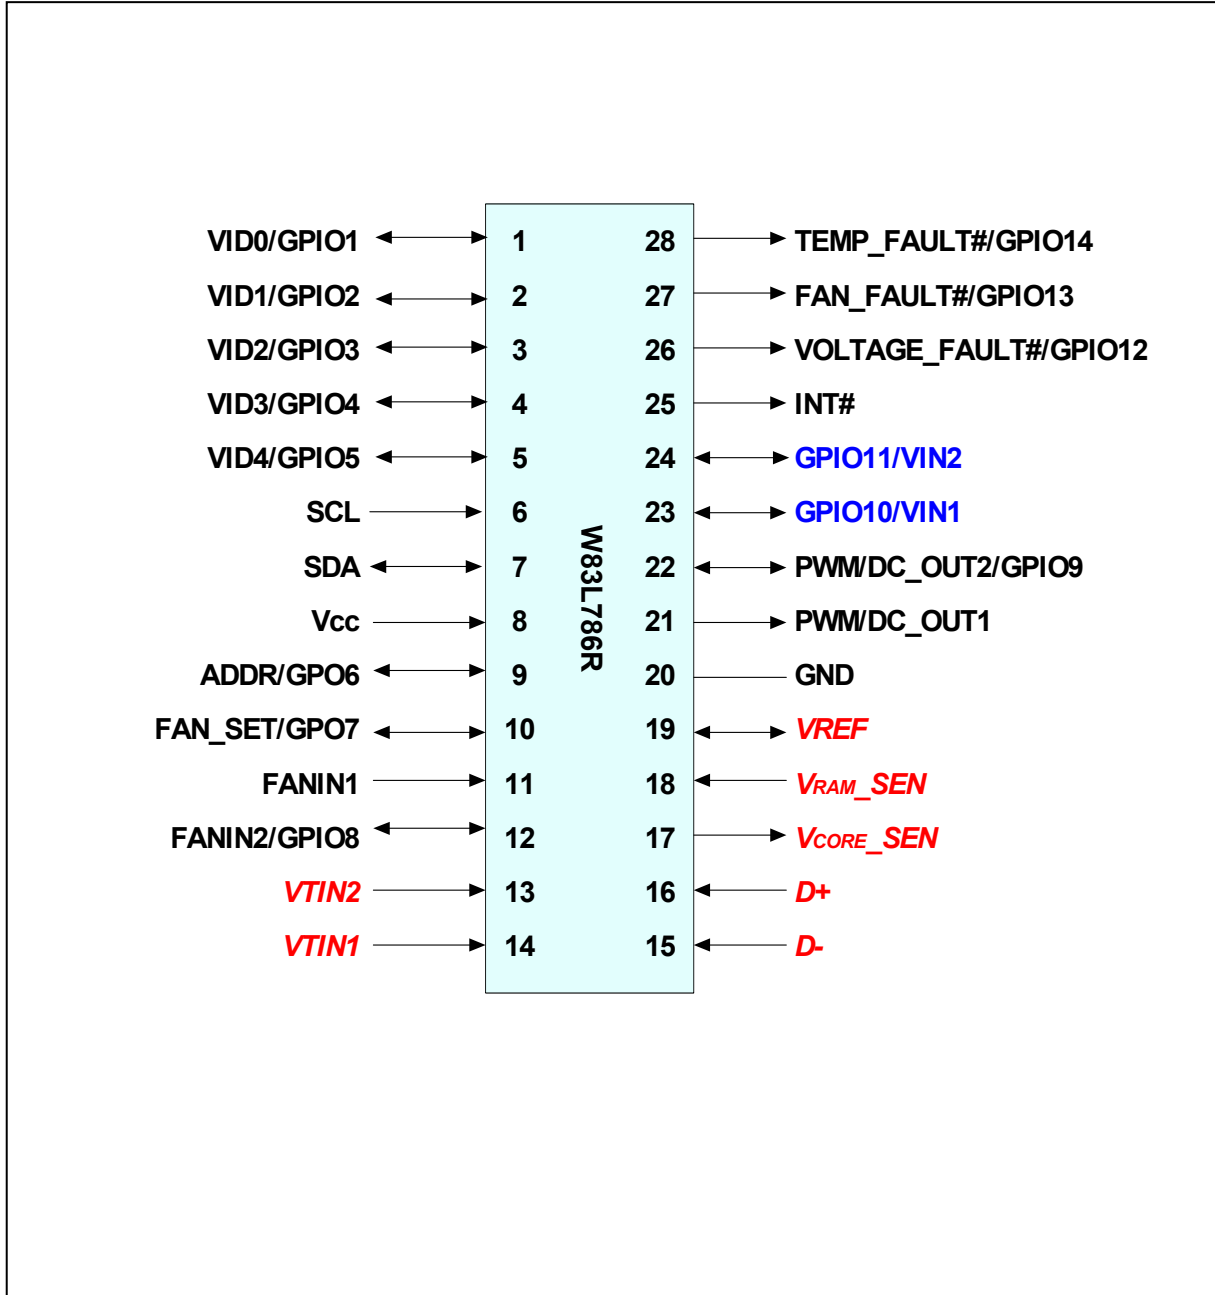 VID0/GPIO1 1 28 TEMP_FAULT#/GPIO14
VID1/GPIO2 2 27 FAN_FAULT#/GPIO13
VID2/GPIO3 3 26 VOLTAGE_FAULT#/GPIO12
VID3/GPIO4 4 25 INT#
VID4/GPIO5 5 24 GPIO11/VIN2
SCL 6 23 GPIO10/VIN1
SDA 7 22 PWM/DC_OUT2/GPIO9
Vcc 8 21 PWM/DC_OUT1
ADDR/GPO6 9 20 GND
FAN_SET/GPO7 10 19 VREF
FANIN1 11 18 VRAM_SEN
FANIN2/GPIO8 12 17 VCORE_SEN
VTIN2 13 16 D+
VTIN1 14 15 D-
W83L786R